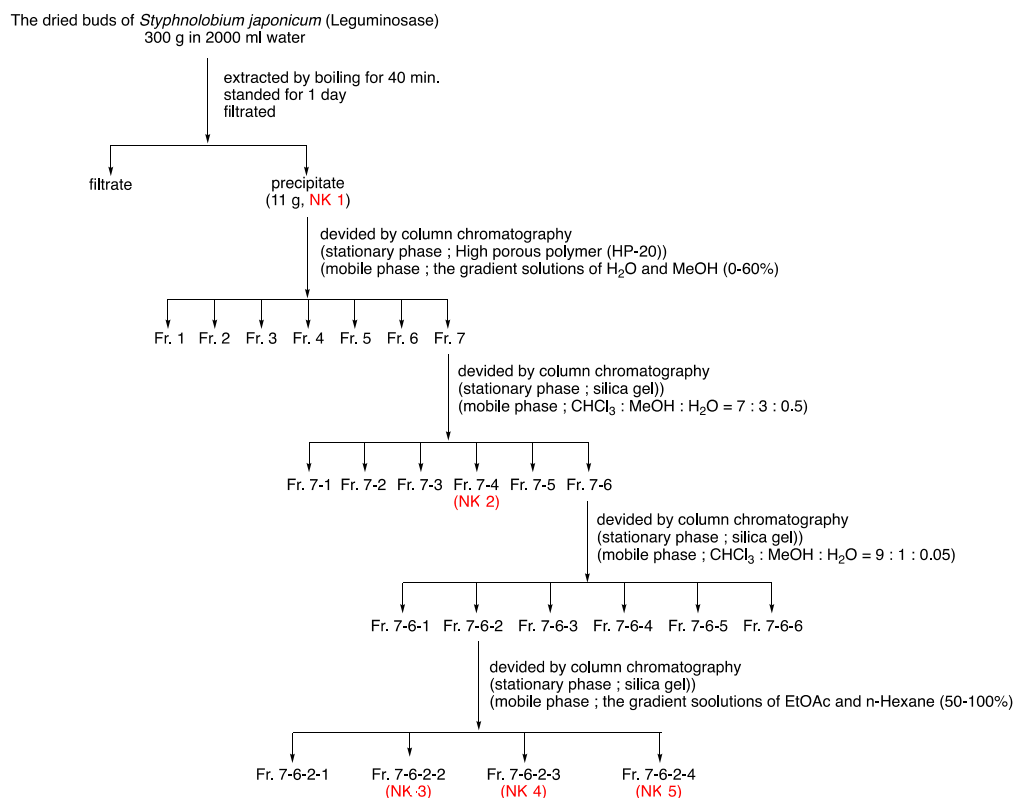 The dried buds of Styphnolobium japonicum (Leguminosase)
300 g in 2000 ml water
extracted by boiling for 40 min.
standed for 1 day
filtrated
filtrate
precipitate
(11 g, NK 1)
devided by column chromatography
(stationary phase ; High porous polymer (HP-20))
(mobile phase ; the gradient solutions of H₂O and MeOH (0-60%)
Fr. 1 Fr. 2 Fr. 3 Fr. 4 Fr. 5 Fr. 6 Fr. 7
devided by column chromatography
(stationary phase ; silica gel))
(mobile phase ; CHCl₃ : MeOH : H₂O = 7 : 3 : 0.5)
Fr. 7-1 Fr. 7-2 Fr. 7-3 Fr. 7-4 Fr. 7-5 Fr. 7-6
(NK 2)
devided by column chromatography
(stationary phase ; silica gel))
(mobile phase ; CHCl₃ : MeOH : H₂O = 9 : 1 : 0.05)
Fr. 7-6-1 Fr. 7-6-2 Fr. 7-6-3 Fr. 7-6-4 Fr. 7-6-5 Fr. 7-6-6
devided by column chromatography
(stationary phase ; silica gel))
(mobile phase ; the gradient soolutions of EtOAc and n-Hexane (50-100%)
Fr. 7-6-2-1 Fr. 7-6-2-2 Fr. 7-6-2-3 Fr. 7-6-2-4
(NK 3) (NK 4) (NK 5)